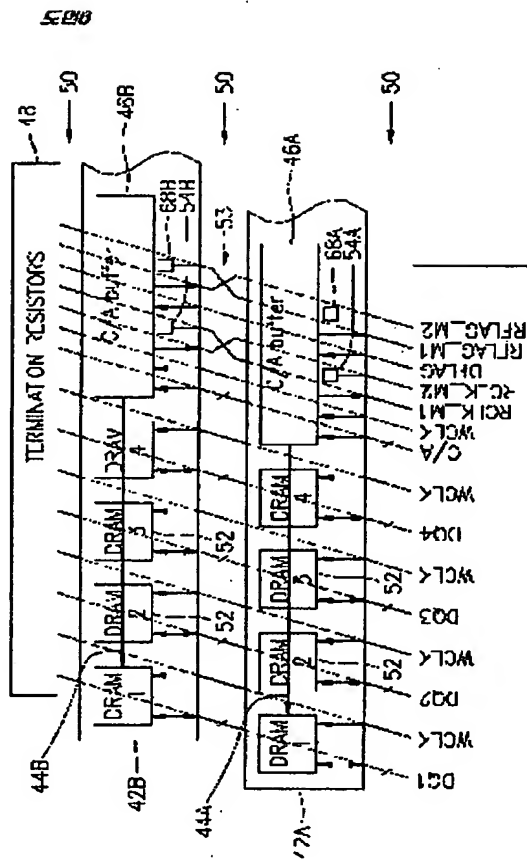 TERMINATION RESISTORS
48
50
44B
DRAM
1
DRAM
2
DRAM
3
DRAM
4
C/A buffer
46B
68B
54B
42B
52
52
53
50
44A
DRAM
1
DRAM
2
DRAM
3
DRAM
4
C/A buffer
46A
68A
54A
42A
52
52
50
DQ1
WCLK
DQ2
WCLK
DQ3
WCLK
DQ4
WCLK
C/A
WCLK
RCLK_M1
RCLK_M2
DFLAG
RFLAG_M1
RFLAG_M2